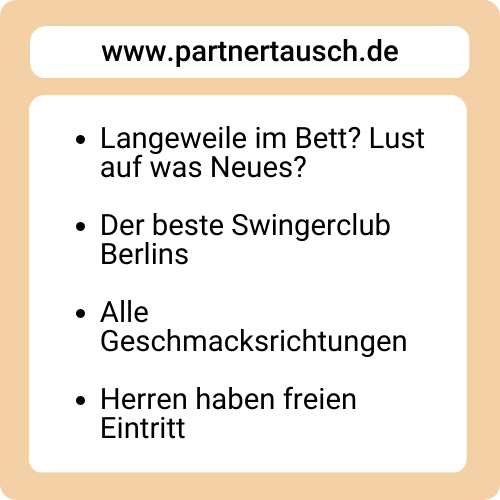 www.partnertausch.de
• Langeweile im Bett? Lust
auf was Neues?
• Der beste Swingerclub
Berlins
• Alle
Geschmacksrichtungen
• Herren haben freien
Eintritt